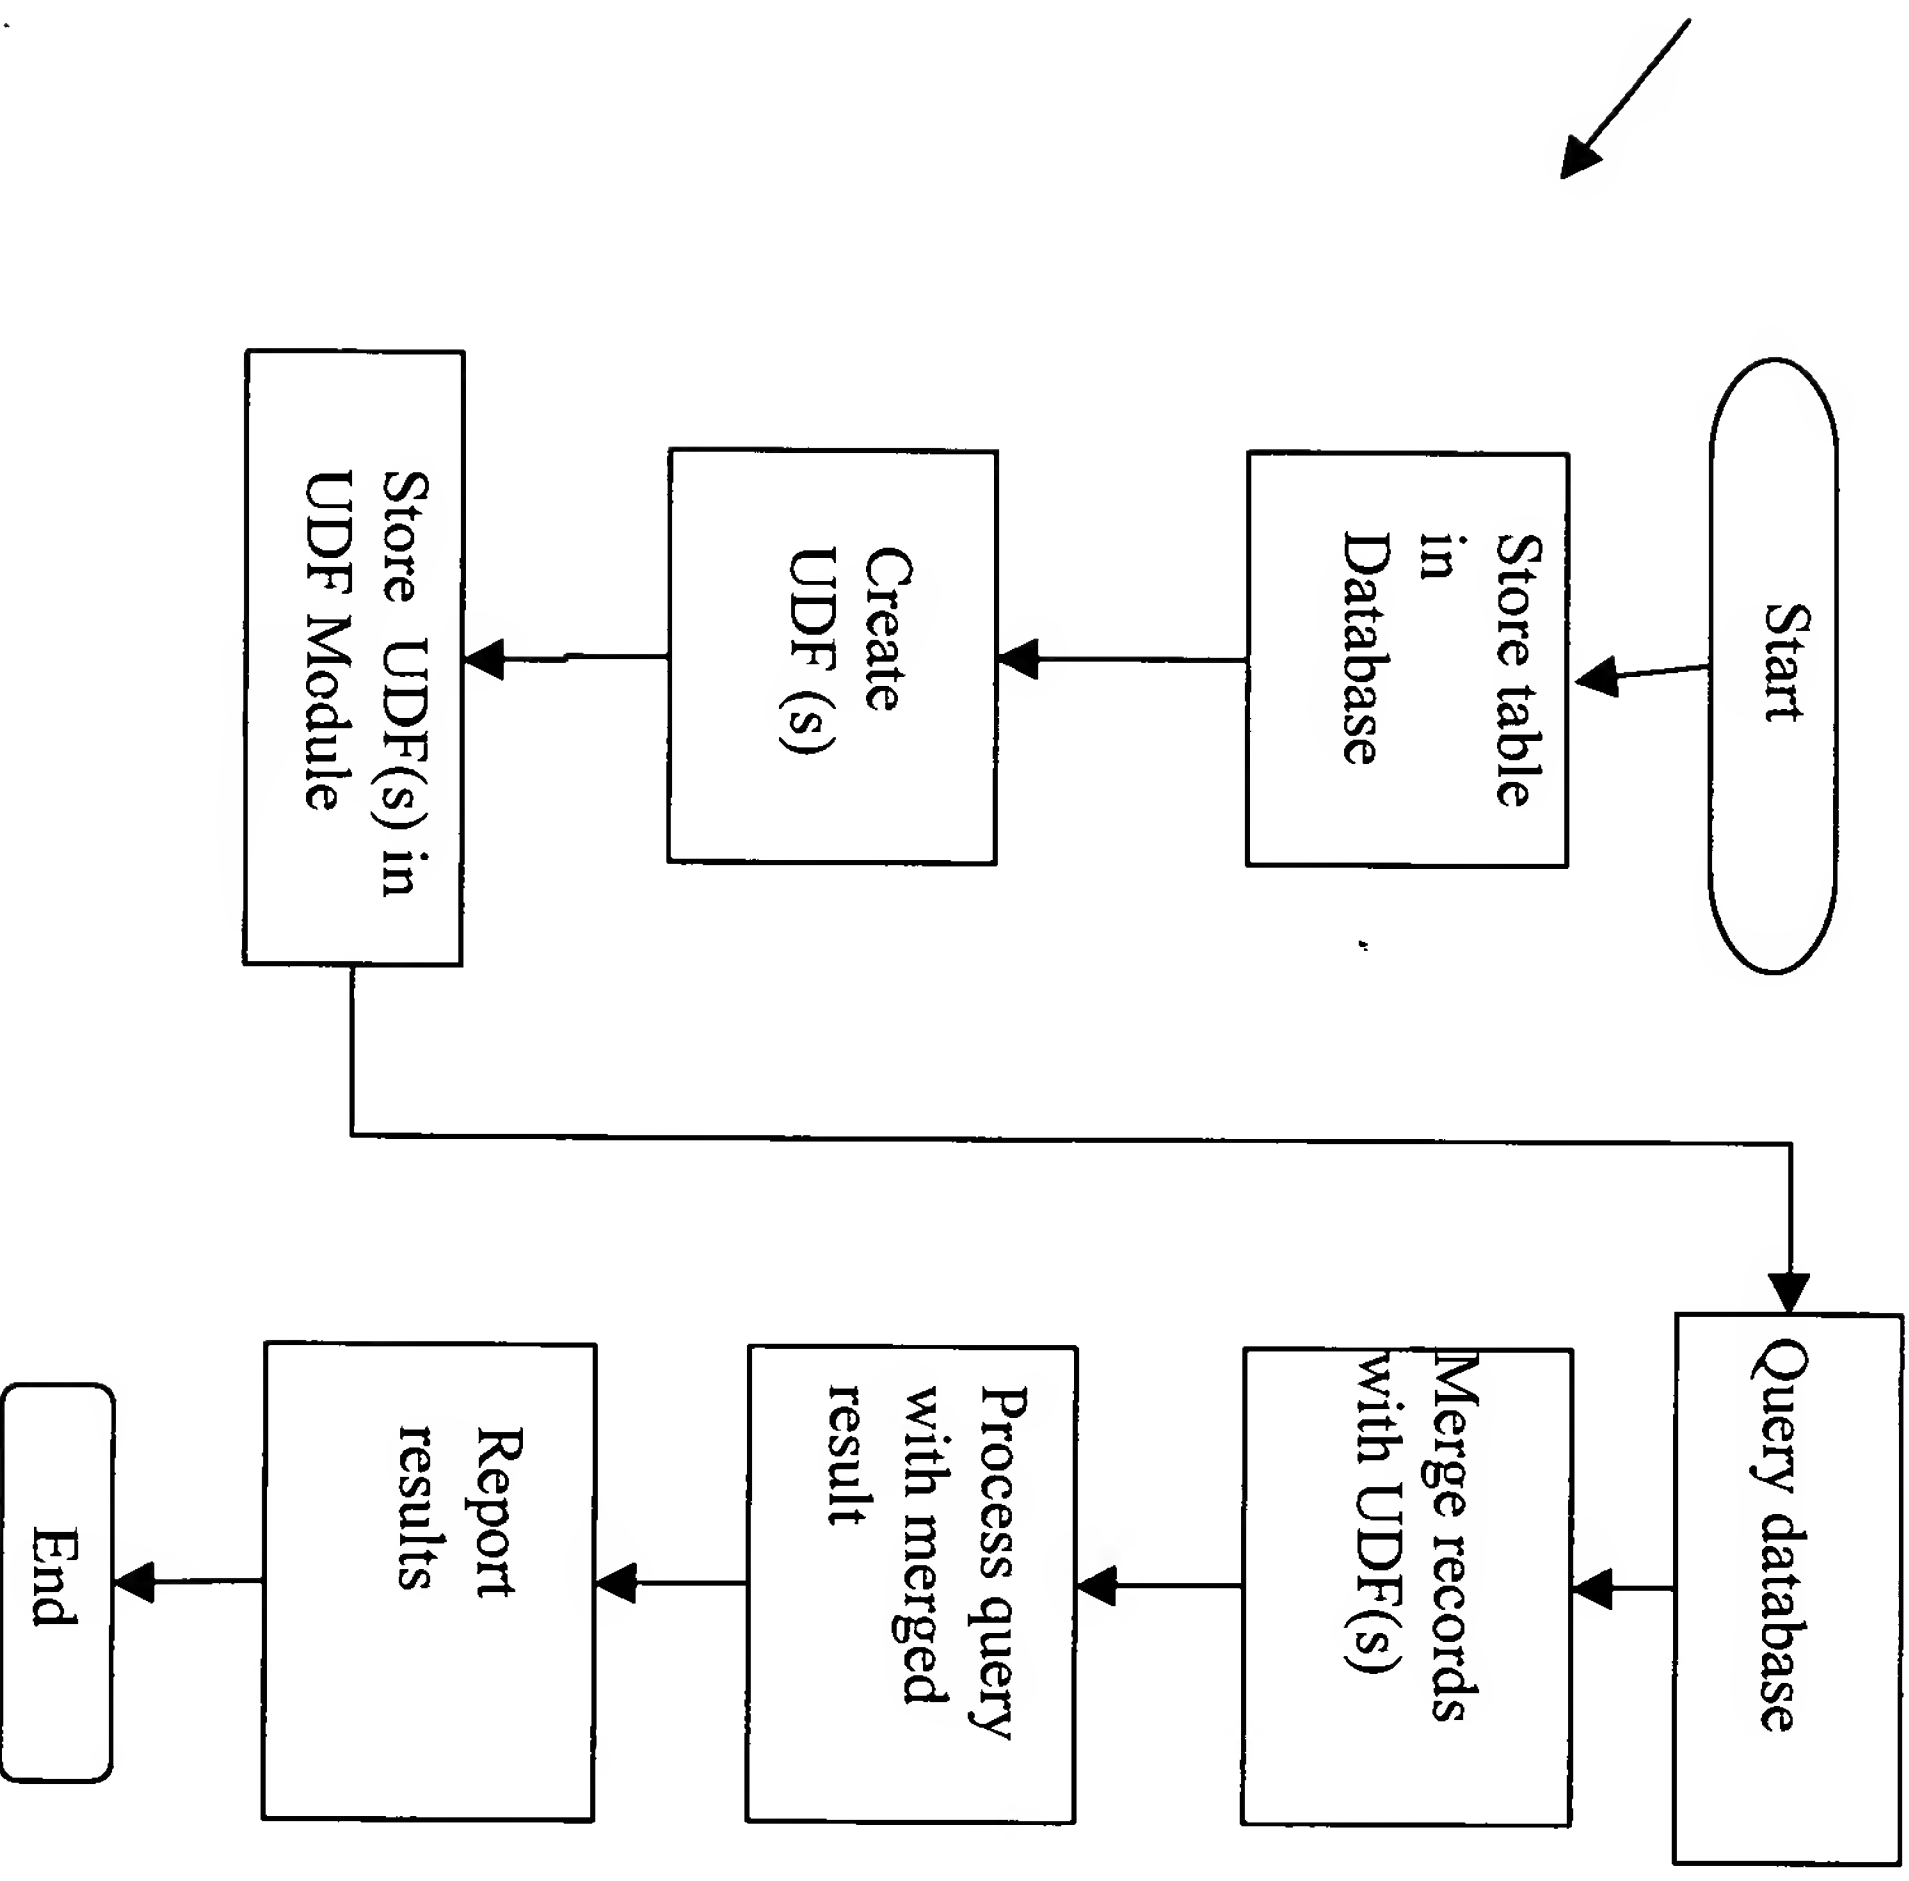 Start
Store table
in
Database
Create
UDF (s)
Store UDF(s) in
UDF Module
Query database
Merge records
with UDF(s)
Process query
with merged
result
Report
results
End